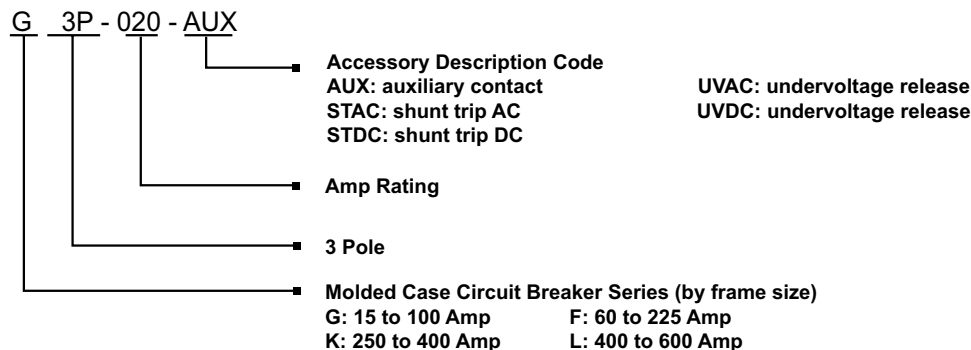 G 3P - 020 - AUX
Accessory Description Code
AUX: auxiliary contact UVAC: undervoltage release
STAC: shunt trip AC UVDC: undervoltage release
STDC: shunt trip DC
Amp Rating
3 Pole
Molded Case Circuit Breaker Series (by frame size)
G: 15 to 100 Amp F: 60 to 225 Amp
K: 250 to 400 Amp L: 400 to 600 Amp